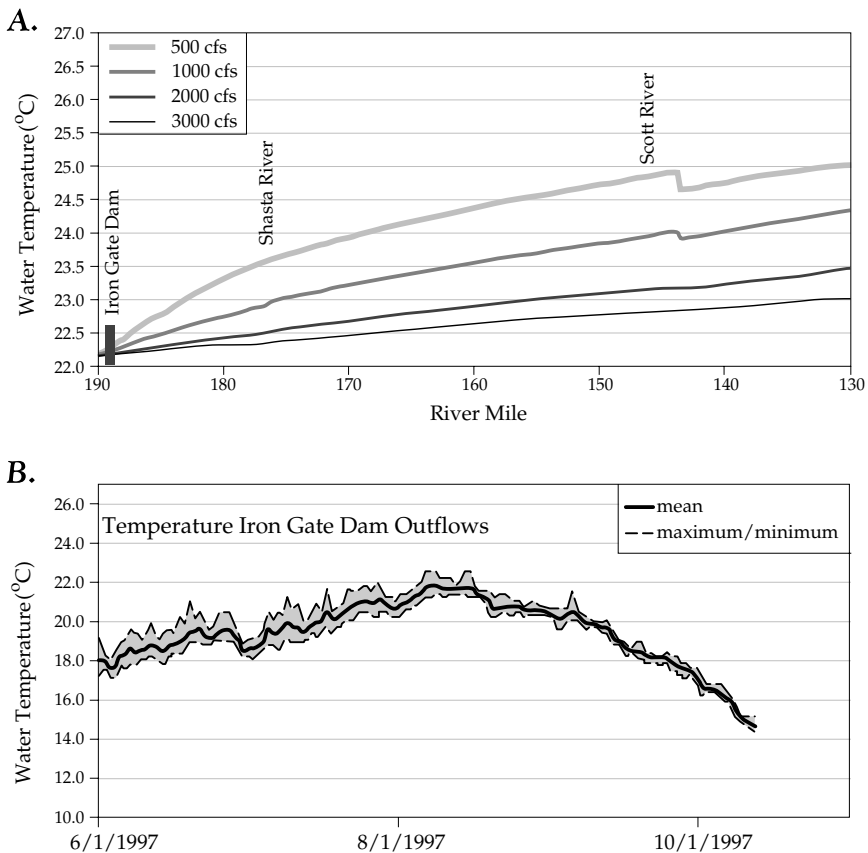 A.
27.0
26.5
26.0
25.5
25.0
24.5
24.0
23.5
23.0
22.5
22.0
Water Temperature (°C)
500 cfs
1000 cfs
2000 cfs
3000 cfs
Iron Gate Dam
Shasta River
Scott River
190 180 170 160 150 140 130
River Mile
B.
26.0
24.0
22.0
20.0
18.0
16.0
14.0
12.0
10.0
Water Temperature (°C)
Temperature Iron Gate Dam Outflows
mean
maximum/minimum
6/1/1997 8/1/1997 10/1/1997